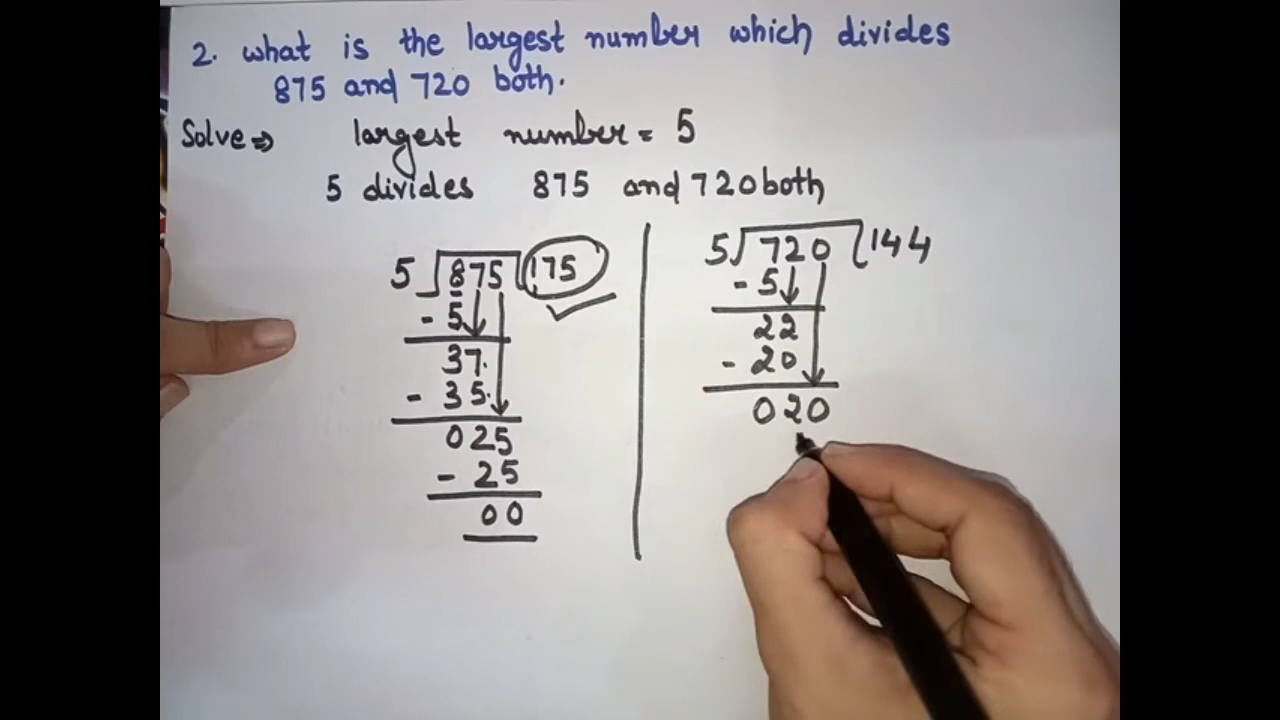 2. what is the largest number which divides
875 and 720 both.
Solve ⇒ largest number = 5
5 divides 875 and 720 both
5 875 175
- 5
37.
- 35.
025
- 25
00
5 720 144
- 5
22
- 20
020